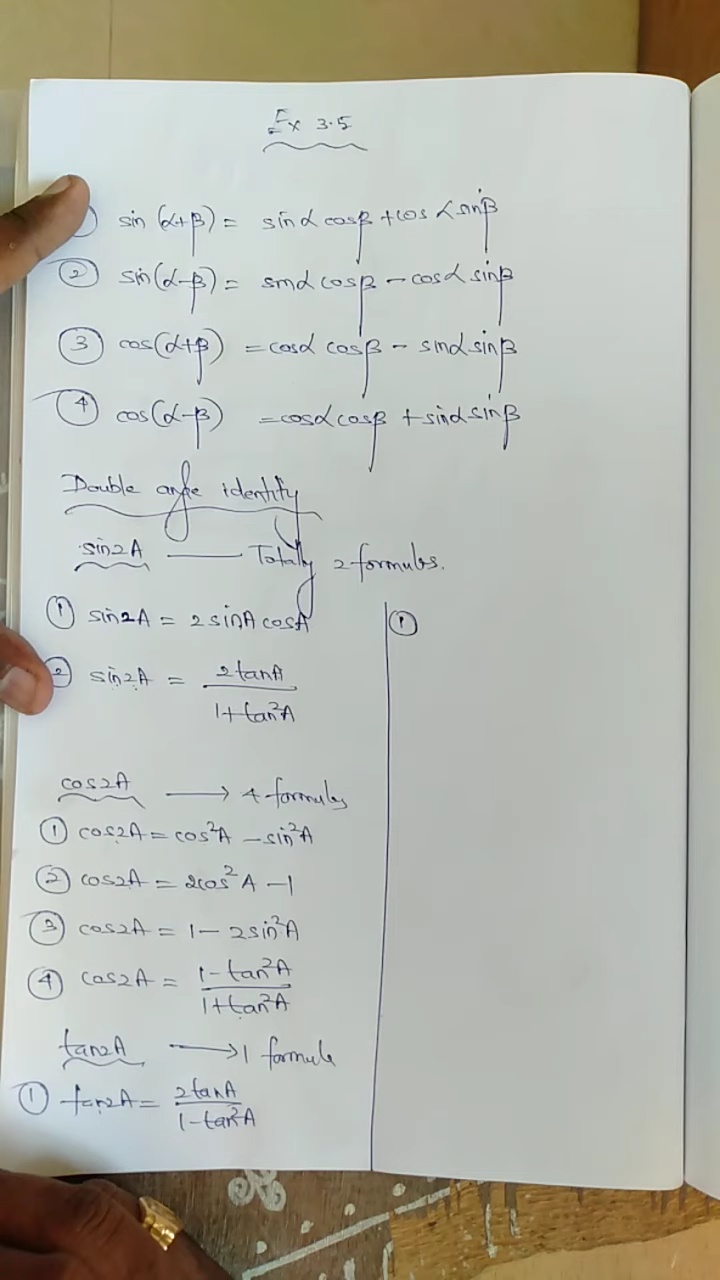 Ex 3.5
sin (α+β) = sinα cosβ + cosα sinβ
② sin(α-β) = sinα cosβ - cosα sinβ
③ cos(α+β) = cosα cosβ - sinα sinβ
④ cos(α-β) = cosα cosβ + sinα sinβ
Double angle identity
sin2A — Totally 2 formulas.
① sin2A = 2 sinA cosA
① 
② sin2A = 2tanA / 1+tan²A
cos2A → 4 formulas
① cos2A = cos²A - sin²A
② cos2A = 2cos²A - 1
③ cos2A = 1 - 2sin²A
④ cos2A = 1-tan²A / 1+tan²A
tan2A → 1 formula
① tan2A = 2tanA / 1-tan²A